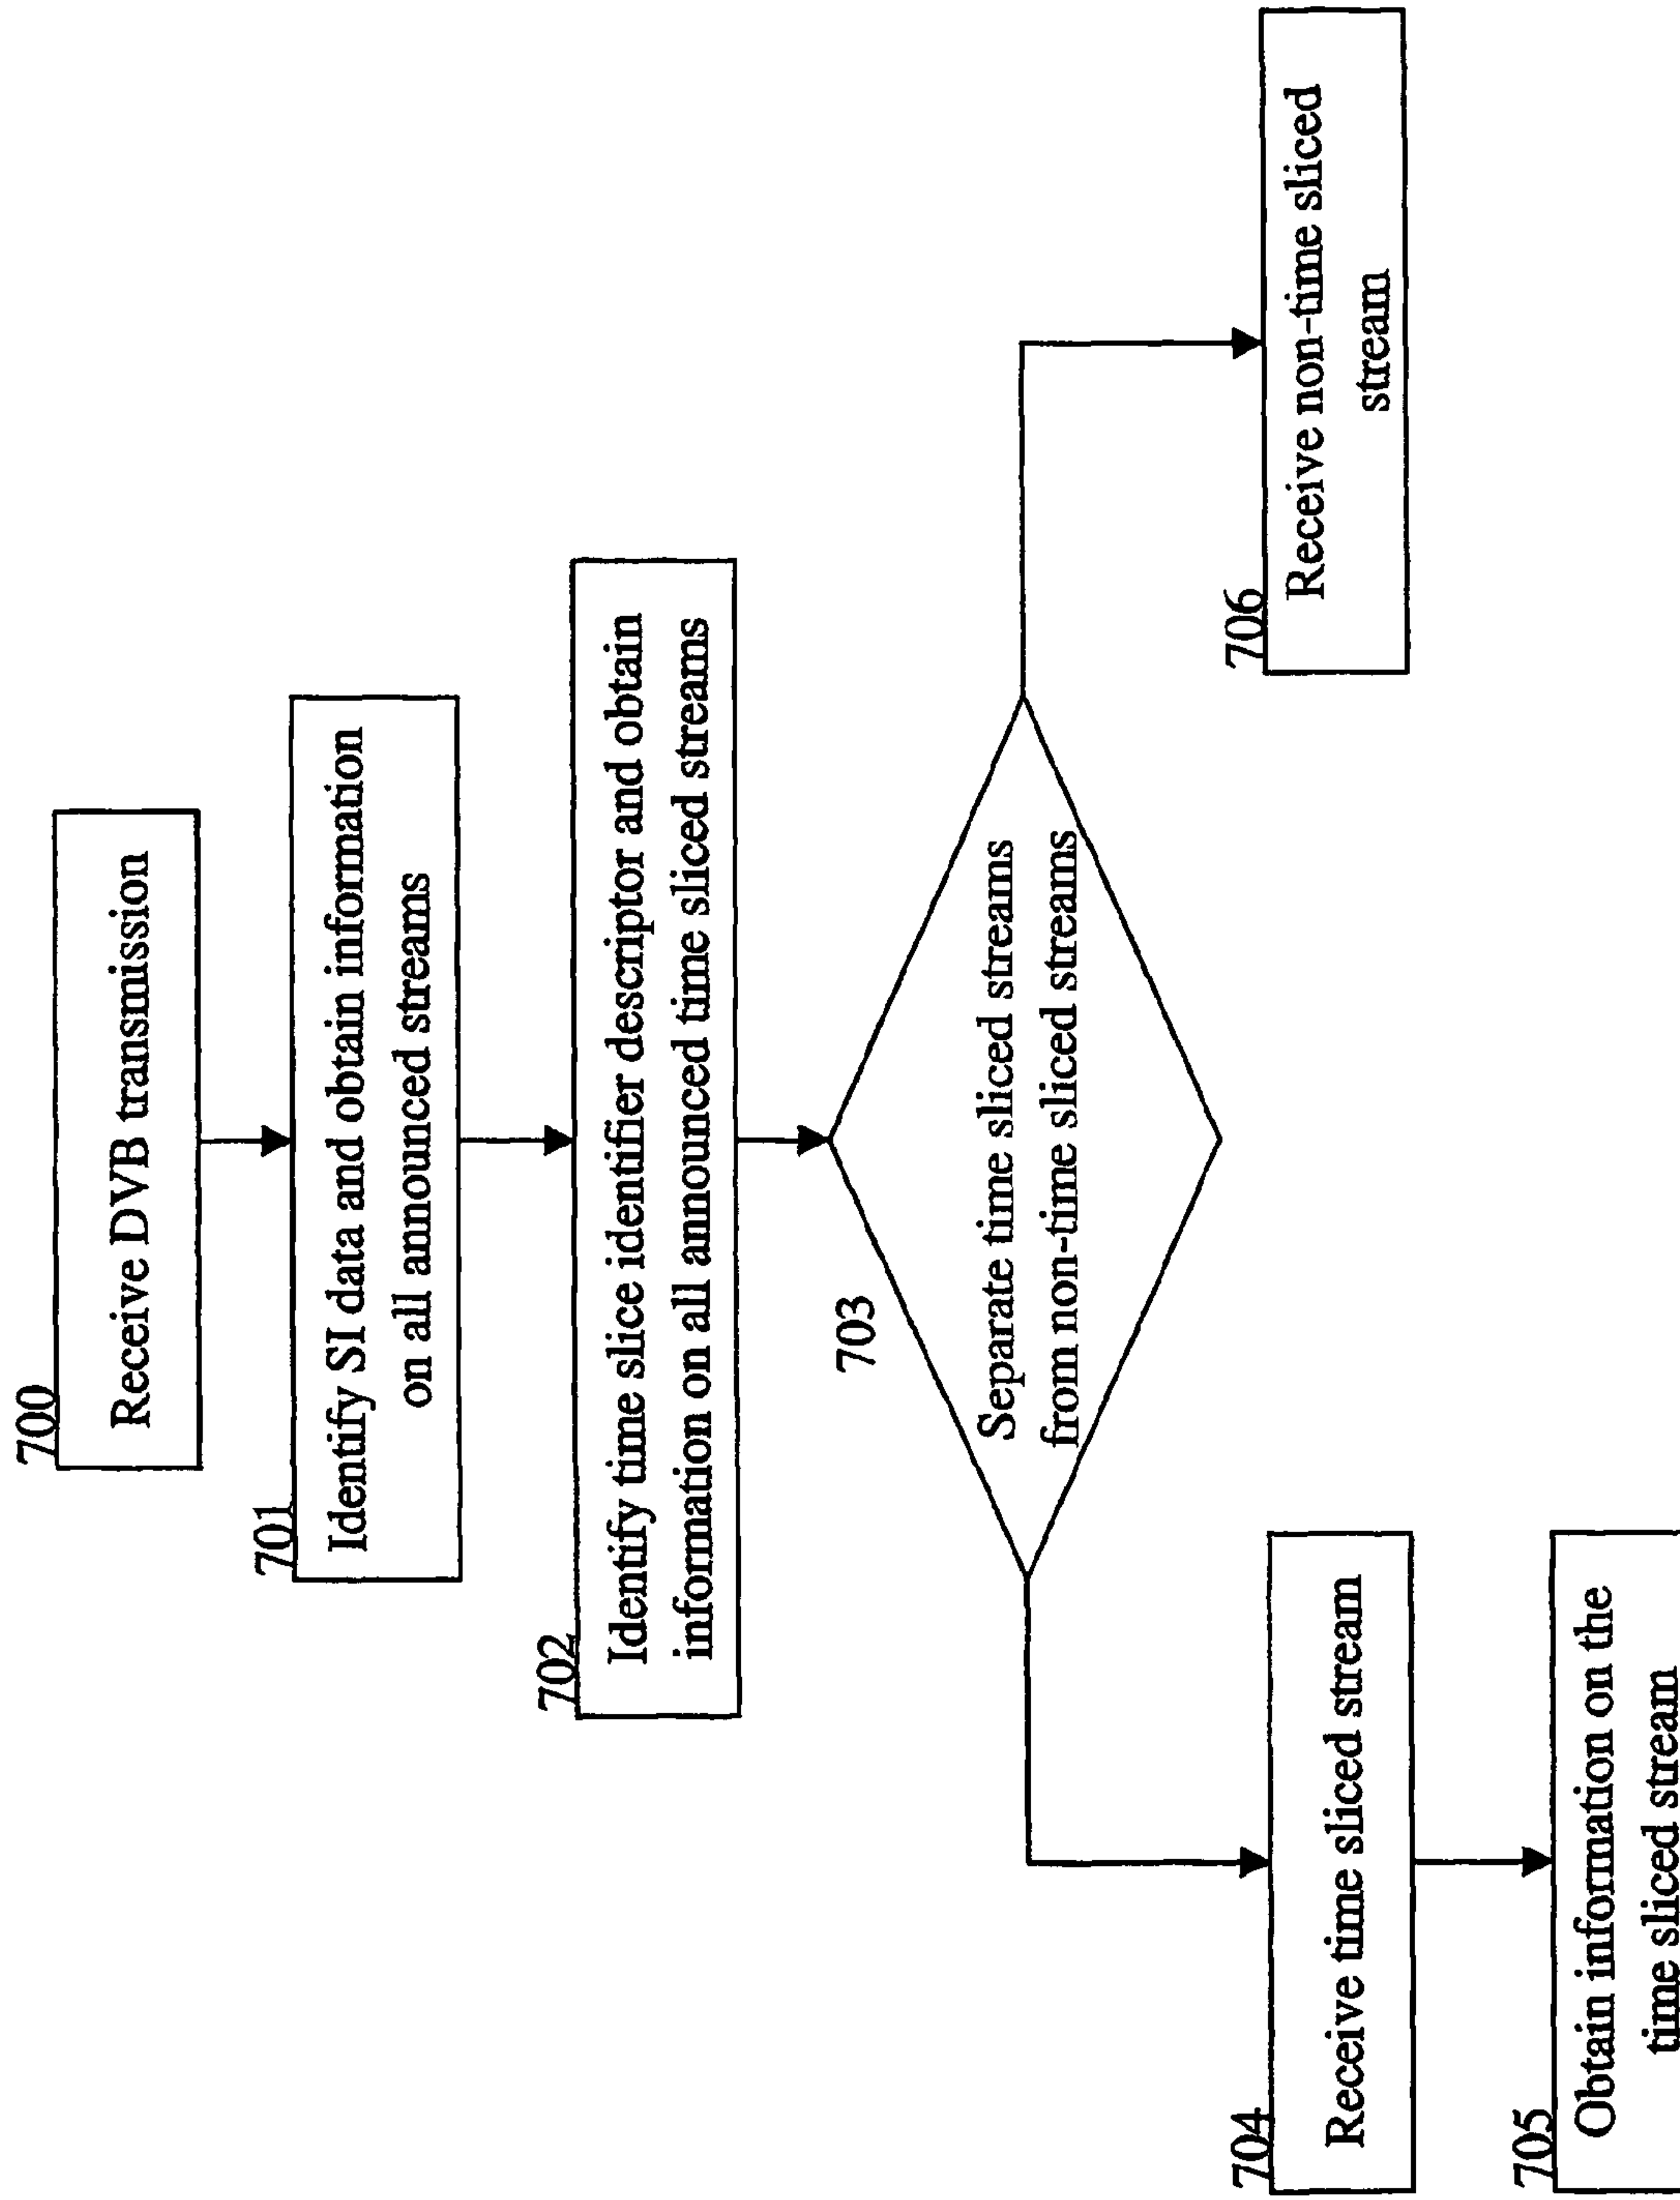 700
Receive DVB transmission
701
Identify SI data and obtain information
on all announced streams
702
Identify time slice identifier descriptor and obtain
information on all announced time sliced streams
703
Separate time sliced streams
from non-time sliced streams
704
Receive time sliced stream
705
Obtain information on the
time sliced stream
706
Receive non-time sliced
stream